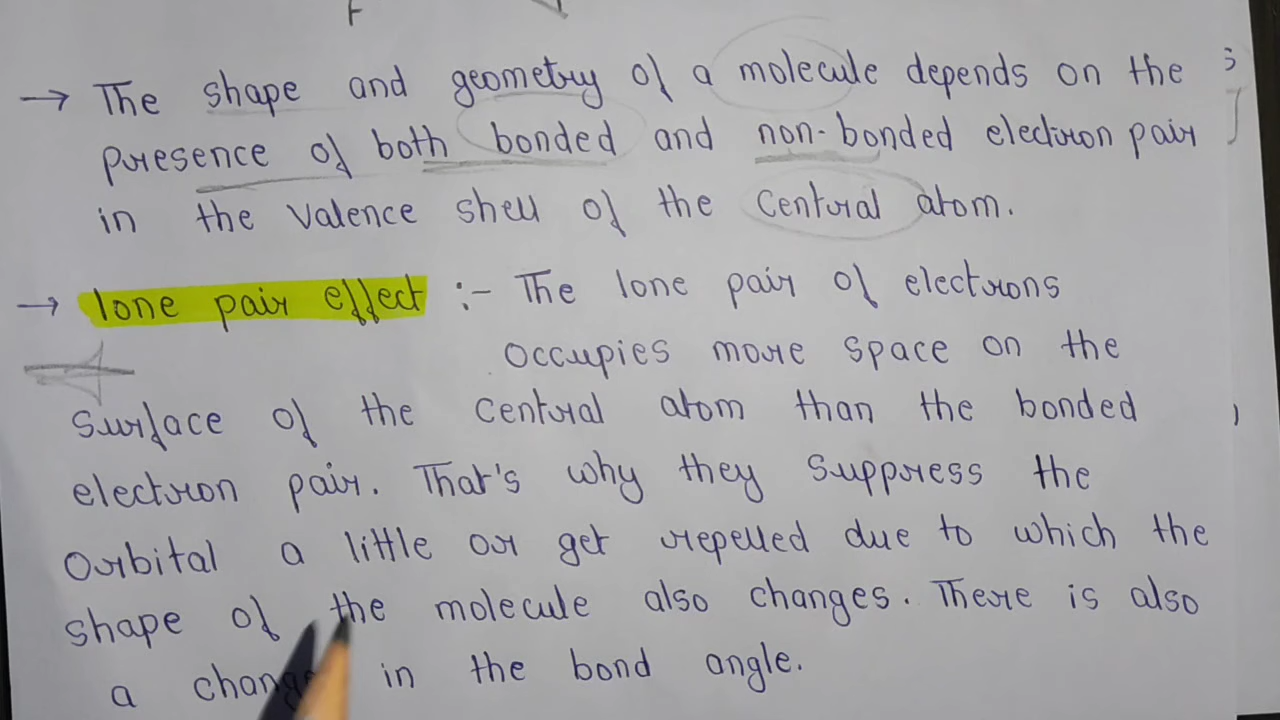 → The shape and geometry of a molecule depends on the
presence of both bonded and non-bonded electron pair
in the valence shell of the central atom.
→ lone pair effect :- The lone pair of electrons
occupies more space on the
surface of the central atom than the bonded
electron pair. That's why they suppress the
orbital a little or get repelled due to which the
shape of the molecule also changes. There is also
a change in the bond angle.